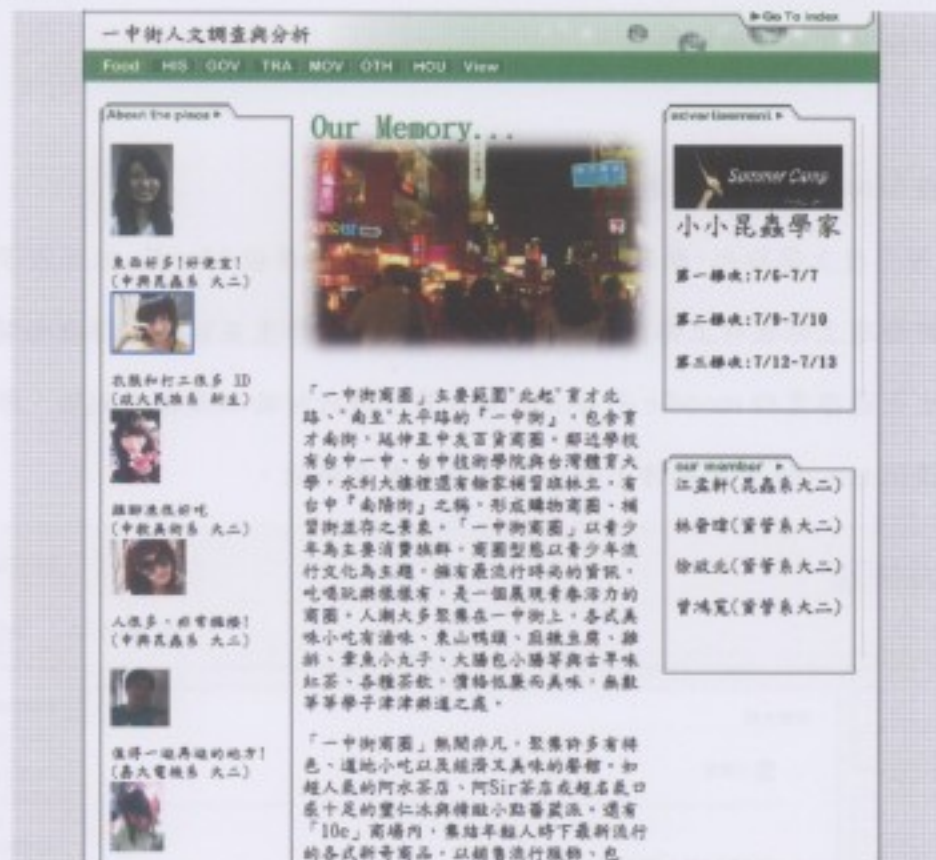 Go To index
一中街人文調查與分析
Food HIS GOV TRA MOV OTH HOU View
About the place
東西好多!好便宜!
(中興昆蟲系 大二)
衣服和打工很多 XD
(政大民族系 新生)
雞腳凍很好吃
(中教美術系 大二)
人很多,非常擁擠!
(中興昆蟲系 大三)
值得一逛再逛的地方!
(嘉大電機系 大二)
Our Memory...
「一中街商圈」主要範圍"北起"育才北
路、"南至"太平路的『一中街』,包含育
才南街,延伸至中友百貨商圈。鄰近學校
有台中一中、台中技術學院與台灣體育大
學,水利大樓裡還有幾家補習班林立,有
台中『南陽街』之稱,形成購物商圈、補
習街並存之景象。「一中街商圈」以青少
年為主要消費族群,商圈型態以青少年流
行文化為主題,擁有最流行時尚的資訊,
吃喝玩樂樣樣有,是一個展現青春活力的
商圈。人潮大多聚集在一中街上,各式美
味小吃有滷味、東山鴨頭、麻辣豆腐、雞
排、章魚小丸子、大腸包小腸等與古早味
紅茶、各種茶飲,價格低廉而美味,無數
莘莘學子津津樂道之處。
「一中街商圈」熱鬧非凡,聚集許多有特
色、道地小吃以及經濟又美味的餐館,如
超人氣的阿水茶店、阿Sir茶店或超名氣口
感十足的豐仁冰與
小點蕃茄派。還有
「10e」商場內,集結年輕人時下最新流行
的各式新奇商品,以銷售流行服飾、包
advertisement
Summer Camp
小小昆蟲學家
第一梯次:7/6-7/7
第二梯次:7/9-7/10
第三梯次:7/12-7/13
our member
江孟軒(昆蟲系大二)
林
(資管系大二)
徐
北(資管系大二)
曾鴻寬(資管系大二)